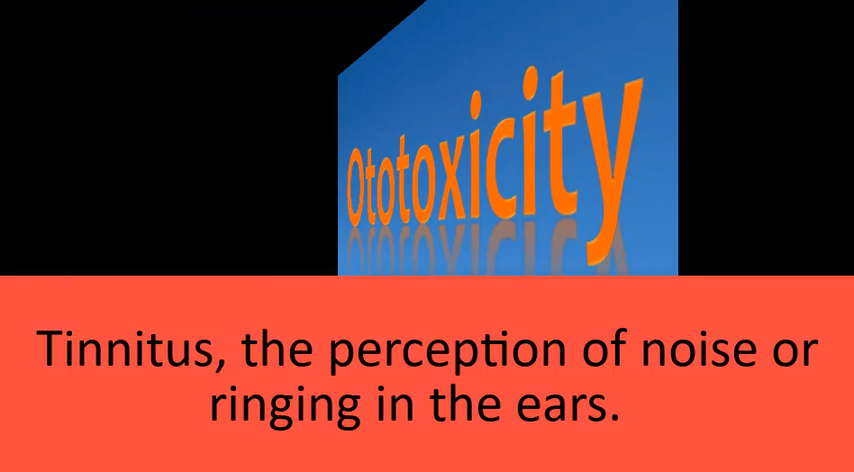 Ototoxicity
Tinnitus, the perception of noise or
ringing in the ears.